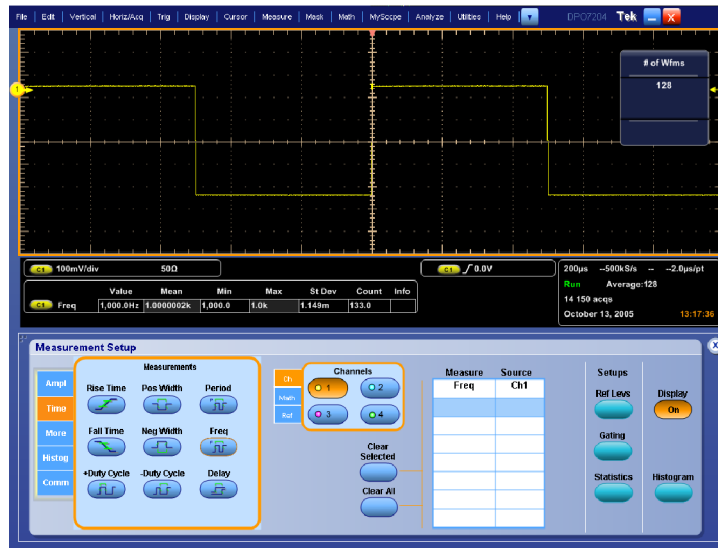 File Edit Vertical Horiz/Acq Trig Display Cursor Measure Mask Math MyScope Analyze Utilities Help DPO7204 Tek X
# of Wfms
128
1
C1 100mV/div 50Ω
C1 0.0V
200µs --500kS/s -- --2.0µs/pt
Run Average:128
14 150 acqs
October 13, 2005 13:17:36
Value Mean Min Max St Dev Count Info
C1 Freq 1,000.0Hz 1.0000002k 1,000.0 1.0k 1.149m 133.0
Measurement Setup X
Ampl
Time
More
Histog
Comm
Measurements
Rise Time Pos Width Period
Fall Time Neg Width Freq
+Duty Cycle -Duty Cycle Delay
Ch
Math
Ref
Channels
1 2
3 4
Clear
Selected
Clear All
Measure Source
Freq Ch1
Setups
Ref Levs
Gating
Statistics
Display
On
Histogram